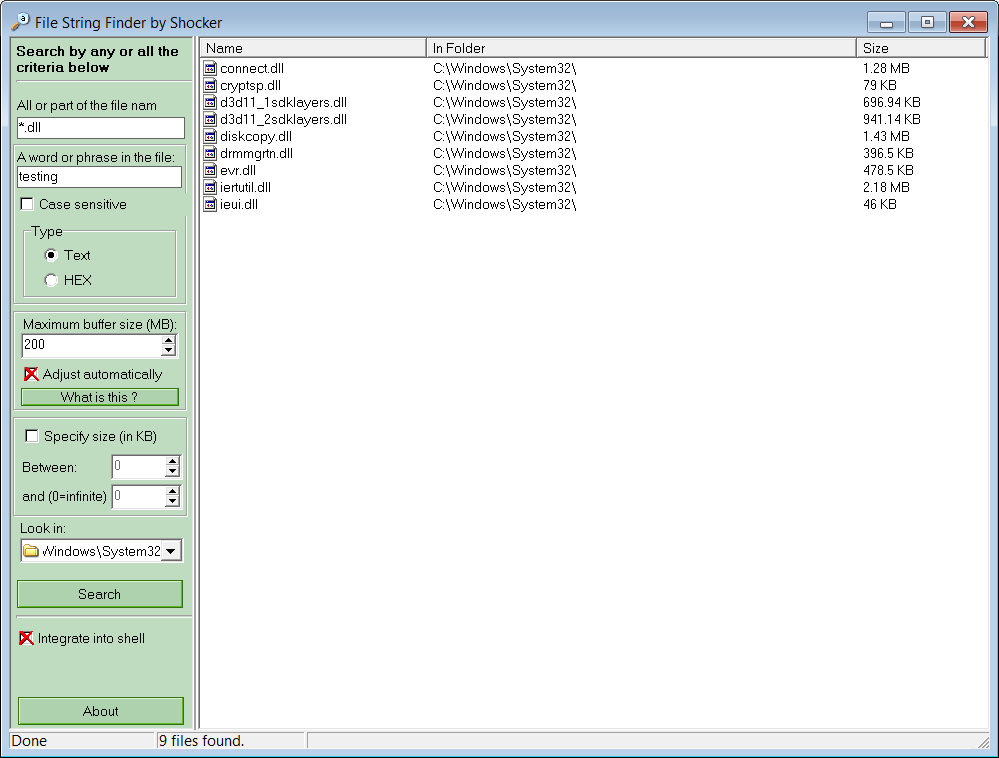 File String Finder by Shocker
Search by any or all the
criteria below
All or part of the file nam
*.dll
A word or phrase in the file:
testing
Case sensitive
Type
Text
HEX
Maximum buffer size (MB):
200
Adjust automatically
What is this ?
Specify size (in KB)
Between:
0
and (0=infinite)
0
Look in:
Windows\System32
Search
Integrate into shell
About
Name In Folder Size
connect.dll C:\Windows\System32\ 1.28 MB
cryptsp.dll C:\Windows\System32\ 79 KB
d3d11_1sdklayers.dll C:\Windows\System32\ 696.94 KB
d3d11_2sdklayers.dll C:\Windows\System32\ 941.14 KB
diskcopy.dll C:\Windows\System32\ 1.43 MB
drmmgrtn.dll C:\Windows\System32\ 396.5 KB
evr.dll C:\Windows\System32\ 478.5 KB
iertutil.dll C:\Windows\System32\ 2.18 MB
ieui.dll C:\Windows\System32\ 46 KB
Done 9 files found.